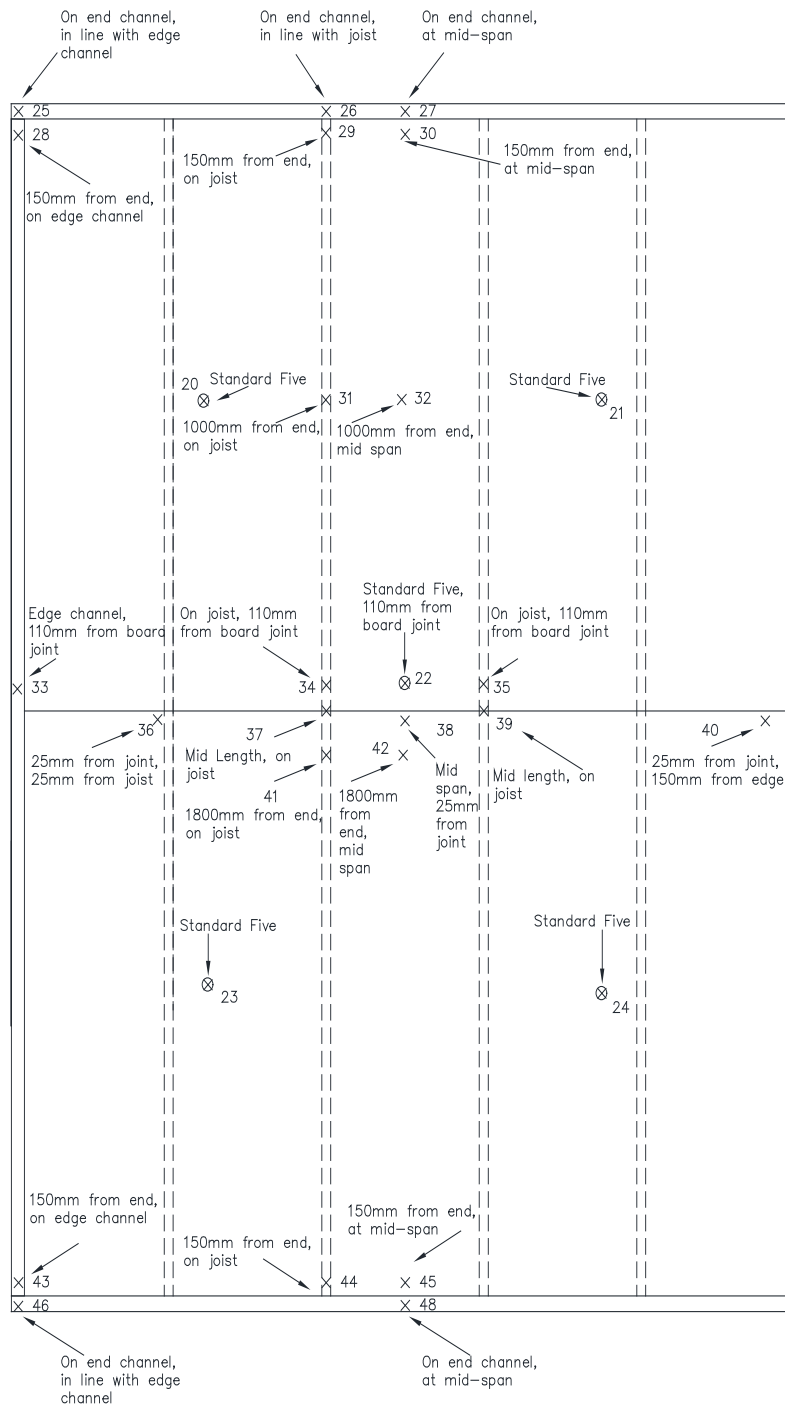 On end channel,
in line with edge
channel
On end channel,
in line with joist
On end channel,
at mid-span
25
26
27
28
29
30
150mm from end,
on joist
150mm from end,
at mid-span
150mm from end,
on edge channel
20
Standard Five
Standard Five
21
31
32
1000mm from end,
on joist
1000mm from end,
mid span
Standard Five,
110mm from
board joint
Edge channel,
110mm from board
joint
On joist, 110mm
from board joint
On joist, 110mm
from board joint
33
34
22
35
36
37
38
39
40
25mm from joint,
25mm from joist
Mid Length, on
joist
42
Mid
span,
25mm
from
joint
Mid length, on
joist
25mm from joint,
150mm from edge
41
1800mm from end,
on joist
1800mm
from
end,
mid
span
Standard Five
Standard Five
23
24
150mm from end,
on edge channel
150mm from end,
at mid-span
150mm from end,
on joist
43
44
45
46
48
On end channel,
in line with edge
channel
On end channel,
at mid-span